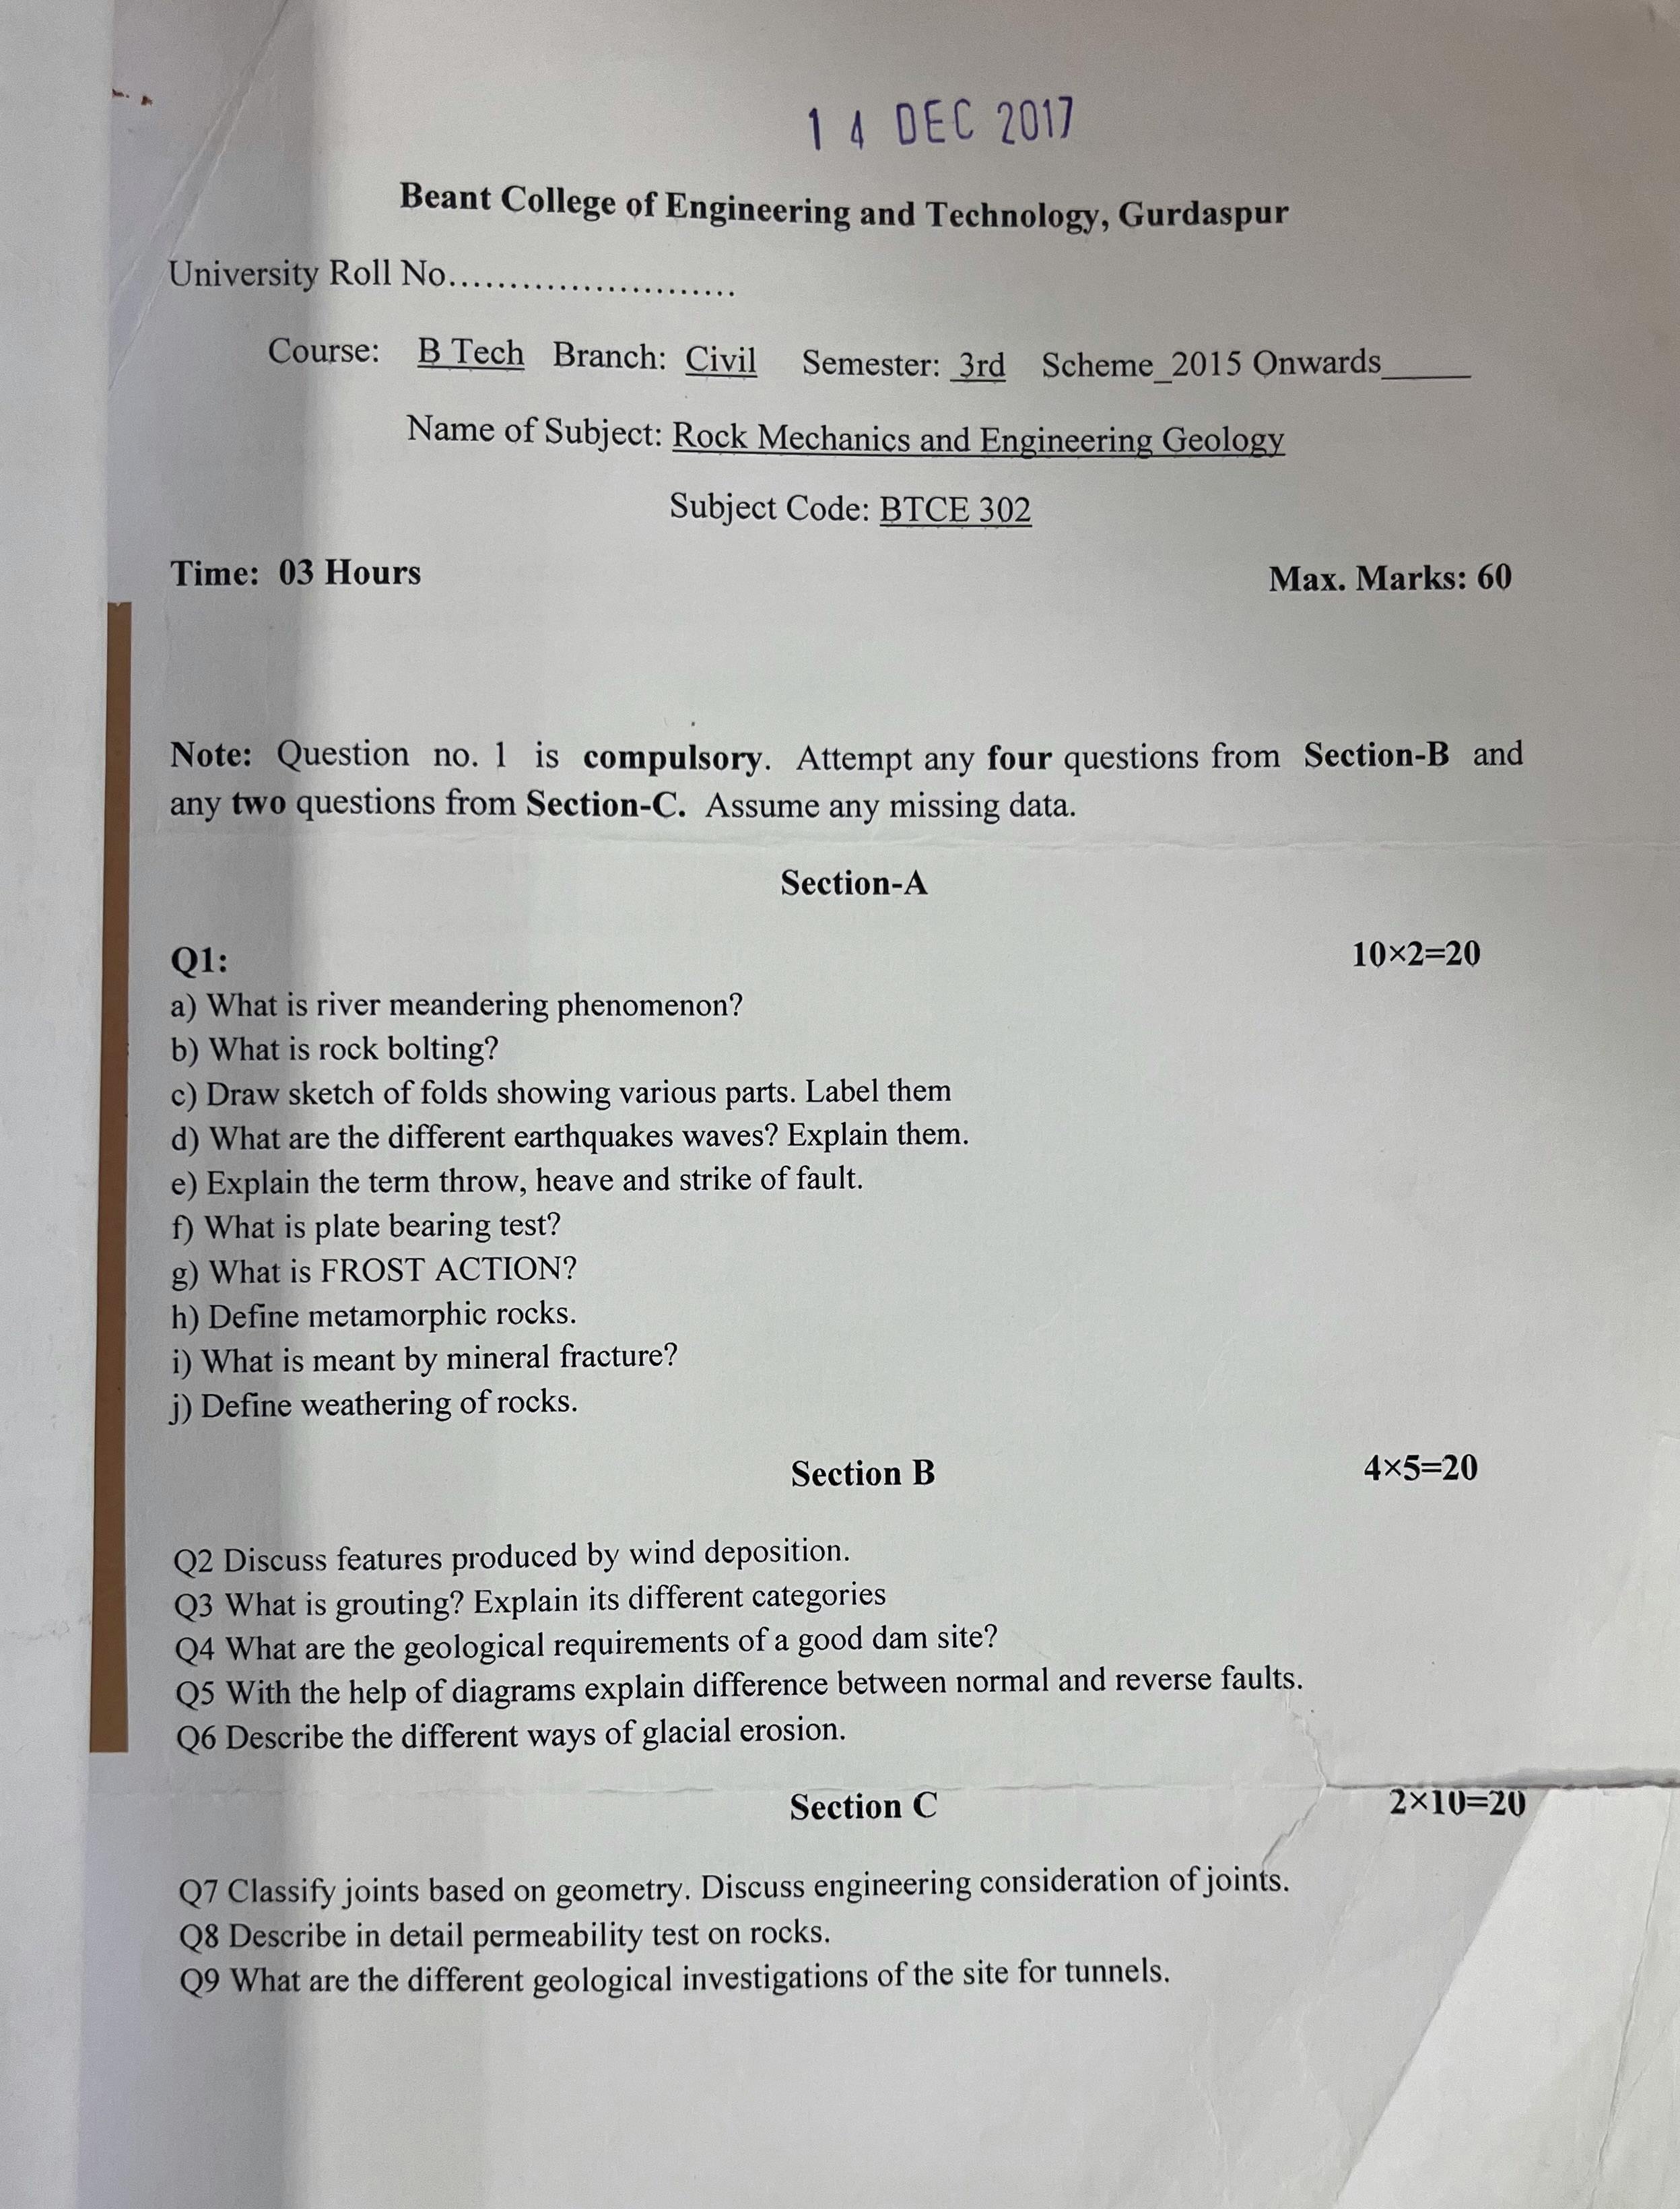 1 4 DEC 2017
Beant College of Engineering and Technology, Gurdaspur
University Roll No........................
Course: B Tech Branch: Civil Semester: 3rd Scheme_2015 Onwards_____
Name of Subject: Rock Mechanics and Engineering Geology
Subject Code: BTCE 302
Time: 03 Hours Max. Marks: 60
Note: Question no. 1 is compulsory. Attempt any four questions from Section-B and
any two questions from Section-C. Assume any missing data.
Section-A
Q1: 10×2=20
a) What is river meandering phenomenon?
b) What is rock bolting?
c) Draw sketch of folds showing various parts. Label them
d) What are the different earthquakes waves? Explain them.
e) Explain the term throw, heave and strike of fault.
f) What is plate bearing test?
g) What is FROST ACTION?
h) Define metamorphic rocks.
i) What is meant by mineral fracture?
j) Define weathering of rocks.
Section B 4×5=20
Q2 Discuss features produced by wind deposition.
Q3 What is grouting? Explain its different categories
Q4 What are the geological requirements of a good dam site?
Q5 With the help of diagrams explain difference between normal and reverse faults.
Q6 Describe the different ways of glacial erosion.
Section C 2×10=20
Q7 Classify joints based on geometry. Discuss engineering consideration of joints.
Q8 Describe in detail permeability test on rocks.
Q9 What are the different geological investigations of the site for tunnels.